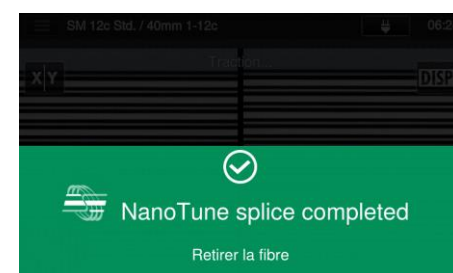 SM 12c Std. / 40mm 1-12c
06:2
Traction...
X Y
DISP
NanoTune splice completed
Retirer la fibre